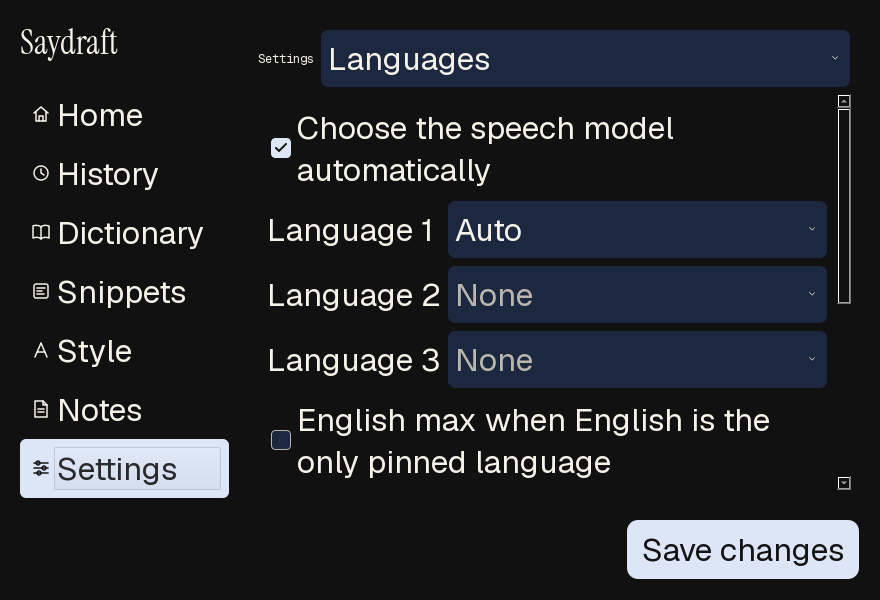 Saydraft
Home
History
Dictionary
Snippets
Style
Notes
Settings
Settings
Languages
Choose the speech model
automatically
Language 1
Auto
Language 2
None
Language 3
None
English max when English is the
only pinned language
Save changes